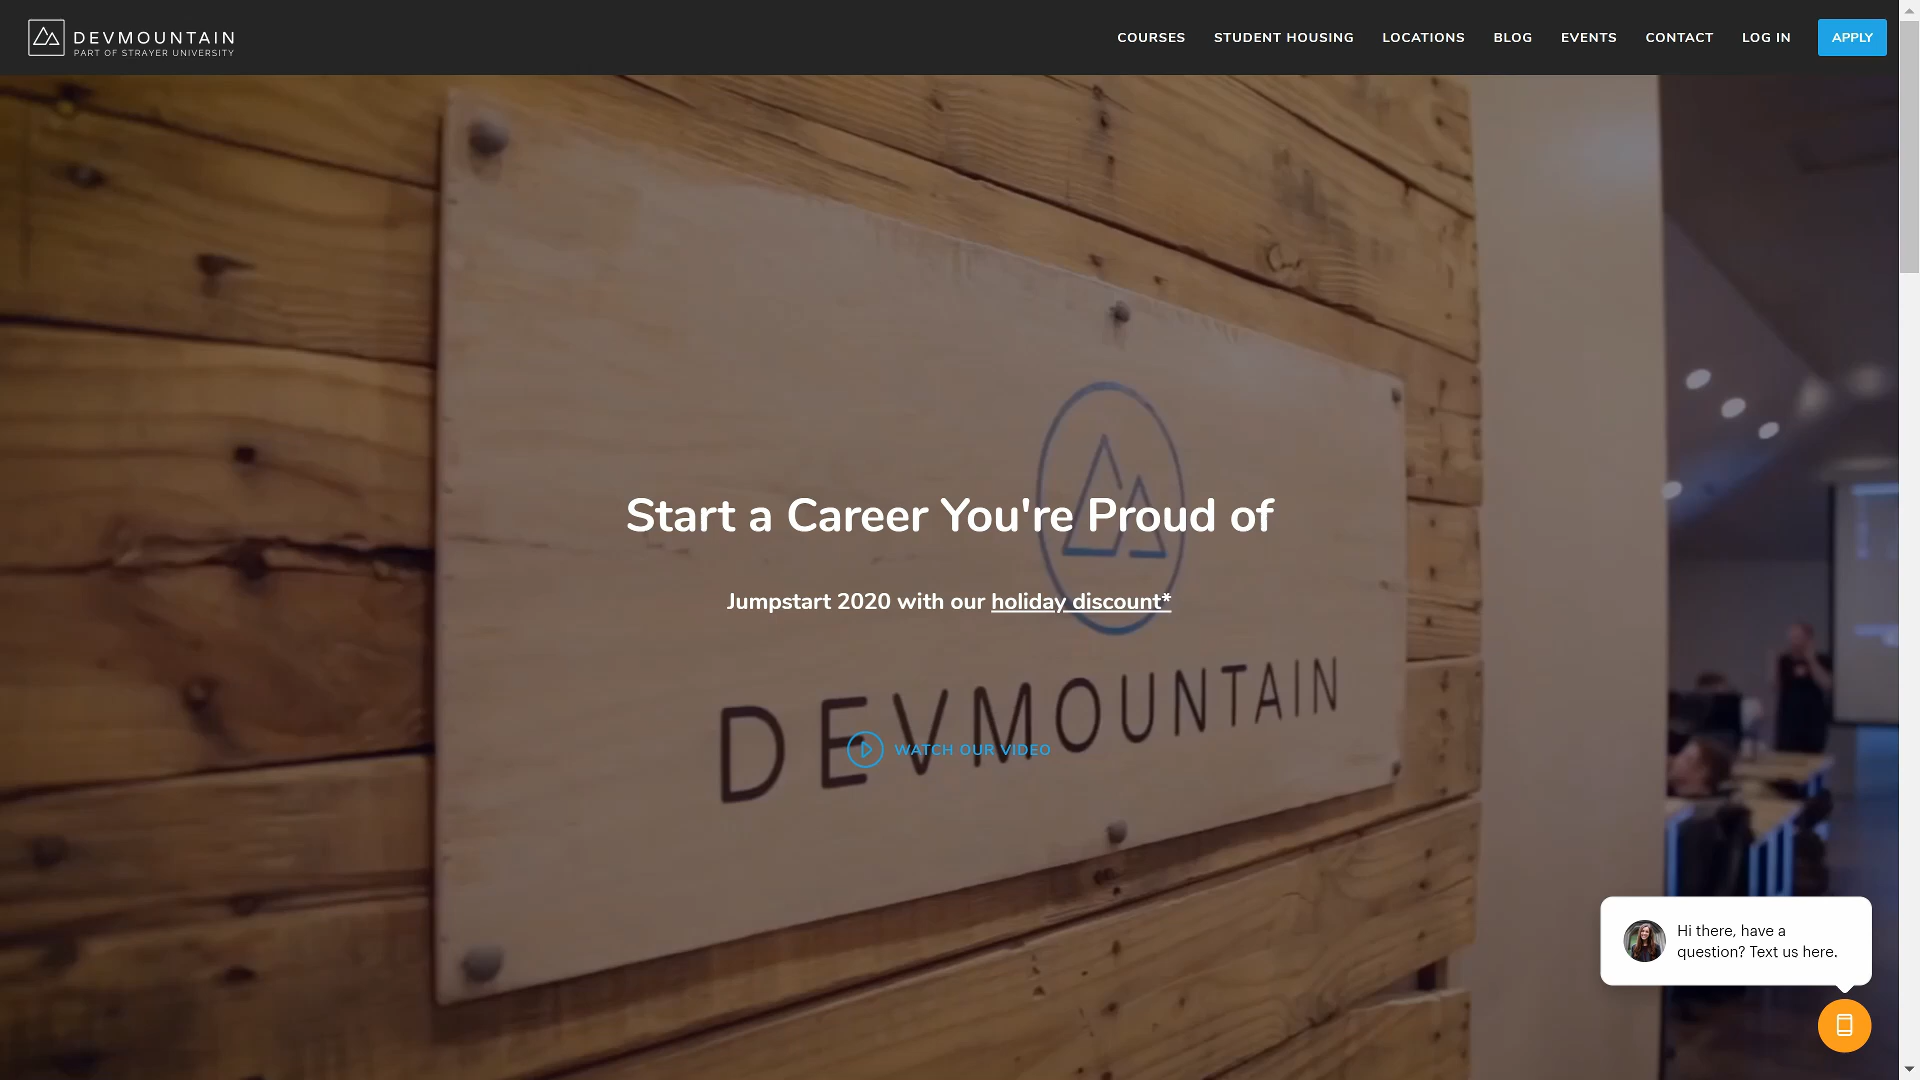 DEVMOUNTAIN
PART OF STRAYER UNIVERSITY
COURSES
STUDENT HOUSING
LOCATIONS
BLOG
EVENTS
CONTACT
LOG IN
APPLY
Start a Career You're Proud of
Jumpstart 2020 with our holiday discount*
DEVMOUNTAIN
WATCH OUR VIDEO
Hi there, have a
question? Text us here.